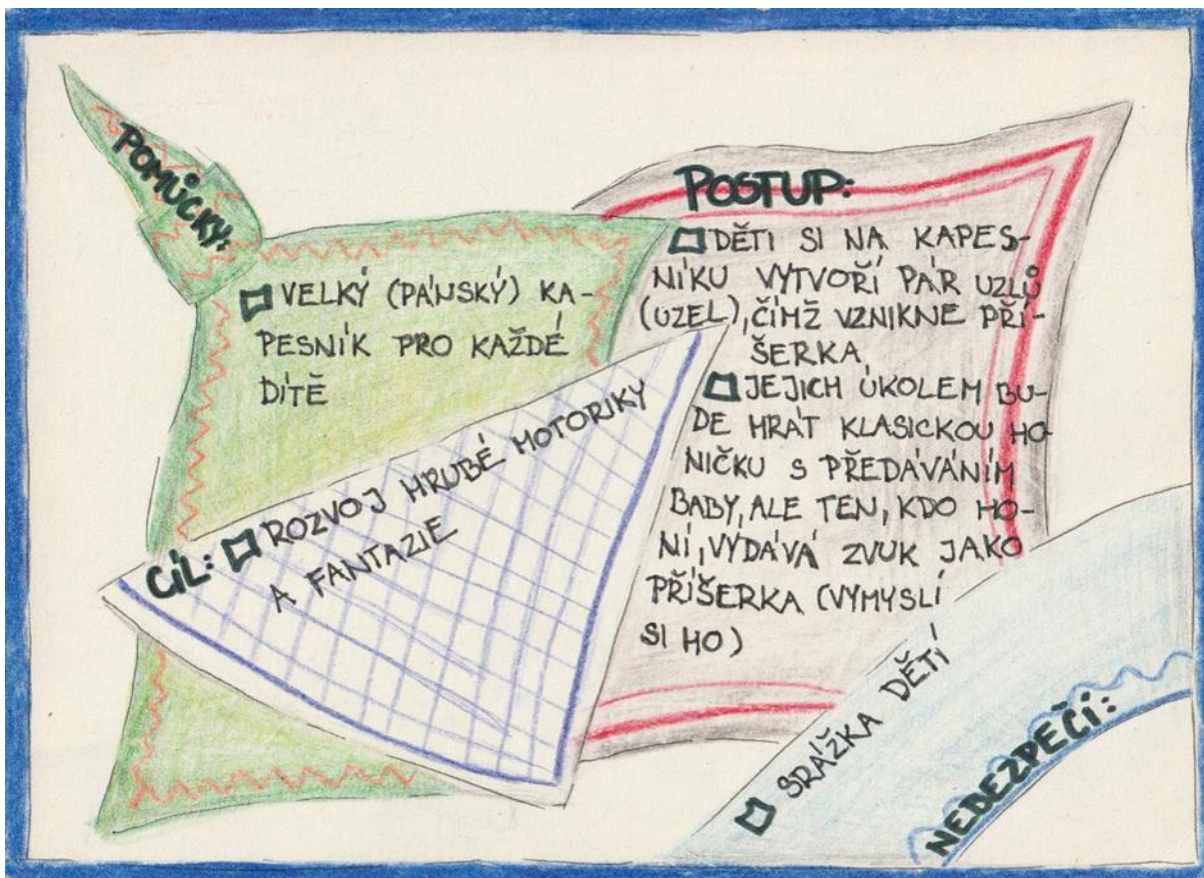 POMŮCKY:
VELKÝ (PÁNSKÝ) KA-
PESNÍK PRO KAŽDÉ
DÍTĚ
CÍL: ROZVOJ HRUBÉ MOTORIKY
A FANTAZIE
POSTUP:
DĚTI SI NA KAPES-
NÍKU VYTVOŘÍ PÁR UZLŮ
(UZEL), ČÍMŽ VZNIKNE PŘÍ-
ŠERKA
JEJICH ÚKOLEM BU-
DE HRÁT KLASICKOU HO-
NIČKU S PŘEDÁVÁNÍM
BABY, ALE TEN, KDO HO-
NÍ, VYDÁVÁ ZVUK JAKO
PŘÍŠERKA (VYMYSLÍ
SI HO)
NEBEZPEČÍ:
SRÁŽKA DĚTÍ